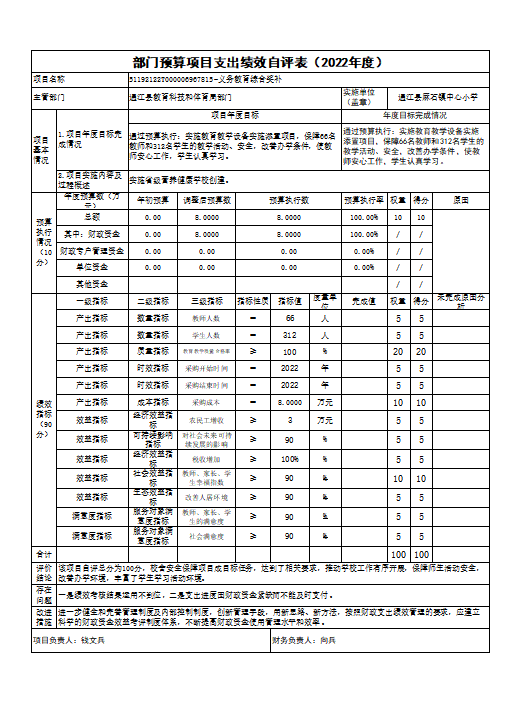 部门预算项目支出绩效自评表（2022年度）
项目名称 51192122T000006967815-义务教育综合奖补
主管部门 通江县教育科技和体育局部门 实施单位（盖章） 通江县麻石镇中心小学
项目基本情况 1.项目年度目标完成情况 项目年度目标 年度目标完成情况
通过预算执行：实施教育教学设备实施添置项目，保障66名教师和312名学生的教学活动、安全，改善办学条件，使教师安心工作，学生认真学习。
通过预算执行：实施教育教学设备实施添置项目，保障66名教师和312名学生的教学活动、安全，改善办学条件，使教师安心工作，学生认真学习。
2.项目实施内容及过程概述 实施省级营养健康学校创建。
预算执行情况（10分） 年度预算数（万元） 年初预算 调整后预算数 预算执行数 预算执行率 权重 得分 原因
总额 0.00 8.0000 8.0000 100.00% 10 10
其中：财政资金 0.00 8.0000 8.0000 100.00% / /
财政专户管理资金 0.00 0.00 0.00 0.00% / /
单位资金 0.00 0.00 0.00 0.00% / /
其他资金 / /
绩效指标（90分） 一级指标 二级指标 三级指标 指标性质 指标值 度量单位 完成值 权重 得分 未完成原因分析
产出指标 数量指标 教师人数 = 66 人 5 5
产出指标 数量指标 学生人数 = 312 人 5 5
产出指标 质量指标 教育教学质量合格率 ≥ 100 % 20 20
产出指标 时效指标 采购开始时间 = 2022 年 5 5
产出指标 时效指标 采购结束时间 = 2022 年 5 5
产出指标 成本指标 采购成本 = 8.0000 万元 10 10
效益指标 经济效益指标 农民工增收 ≥ 3 万元 5 5
效益指标 可持续影响指标 对社会未来可持续发展的影响 ≥ 90 % 5 5
效益指标 经济效益指标 税收增加 ≥ 100% % 5 5
效益指标 社会效益指标 教师、家长、学生幸福指数 ≥ 90 % 10 10
效益指标 生态效益指标 改善人居环境 ≥ 90 % 5 5
满意度指标 服务对象满意度指标 教师、家长、学生的满意度 ≥ 90 % 5 5
满意度指标 服务对象满意度指标 社会满意度 ≥ 90 % 5 5
合计 100 100
评价结论 该项目自评总分为100分，校舍安全保障项目成目标任务，达到了相关要求，推动学校工作有序开展，保障师生活动安全，改善办学环境，丰富了学生学习活动环境。
存在问题 一是绩效考核结果运用不到位，二是支出进度因财政资金紧缺而不能及时支付。
改进措施 进一步健全和完善管理制度及内部控制制度，创新管理手段，用新思路、新方法，按照财政支出绩效管理的要求，应建立科学的财政资金效益考评制度体系，不断提高财政资金使用管理水平和效率。
项目负责人：钱文兵 财务负责人：向兵